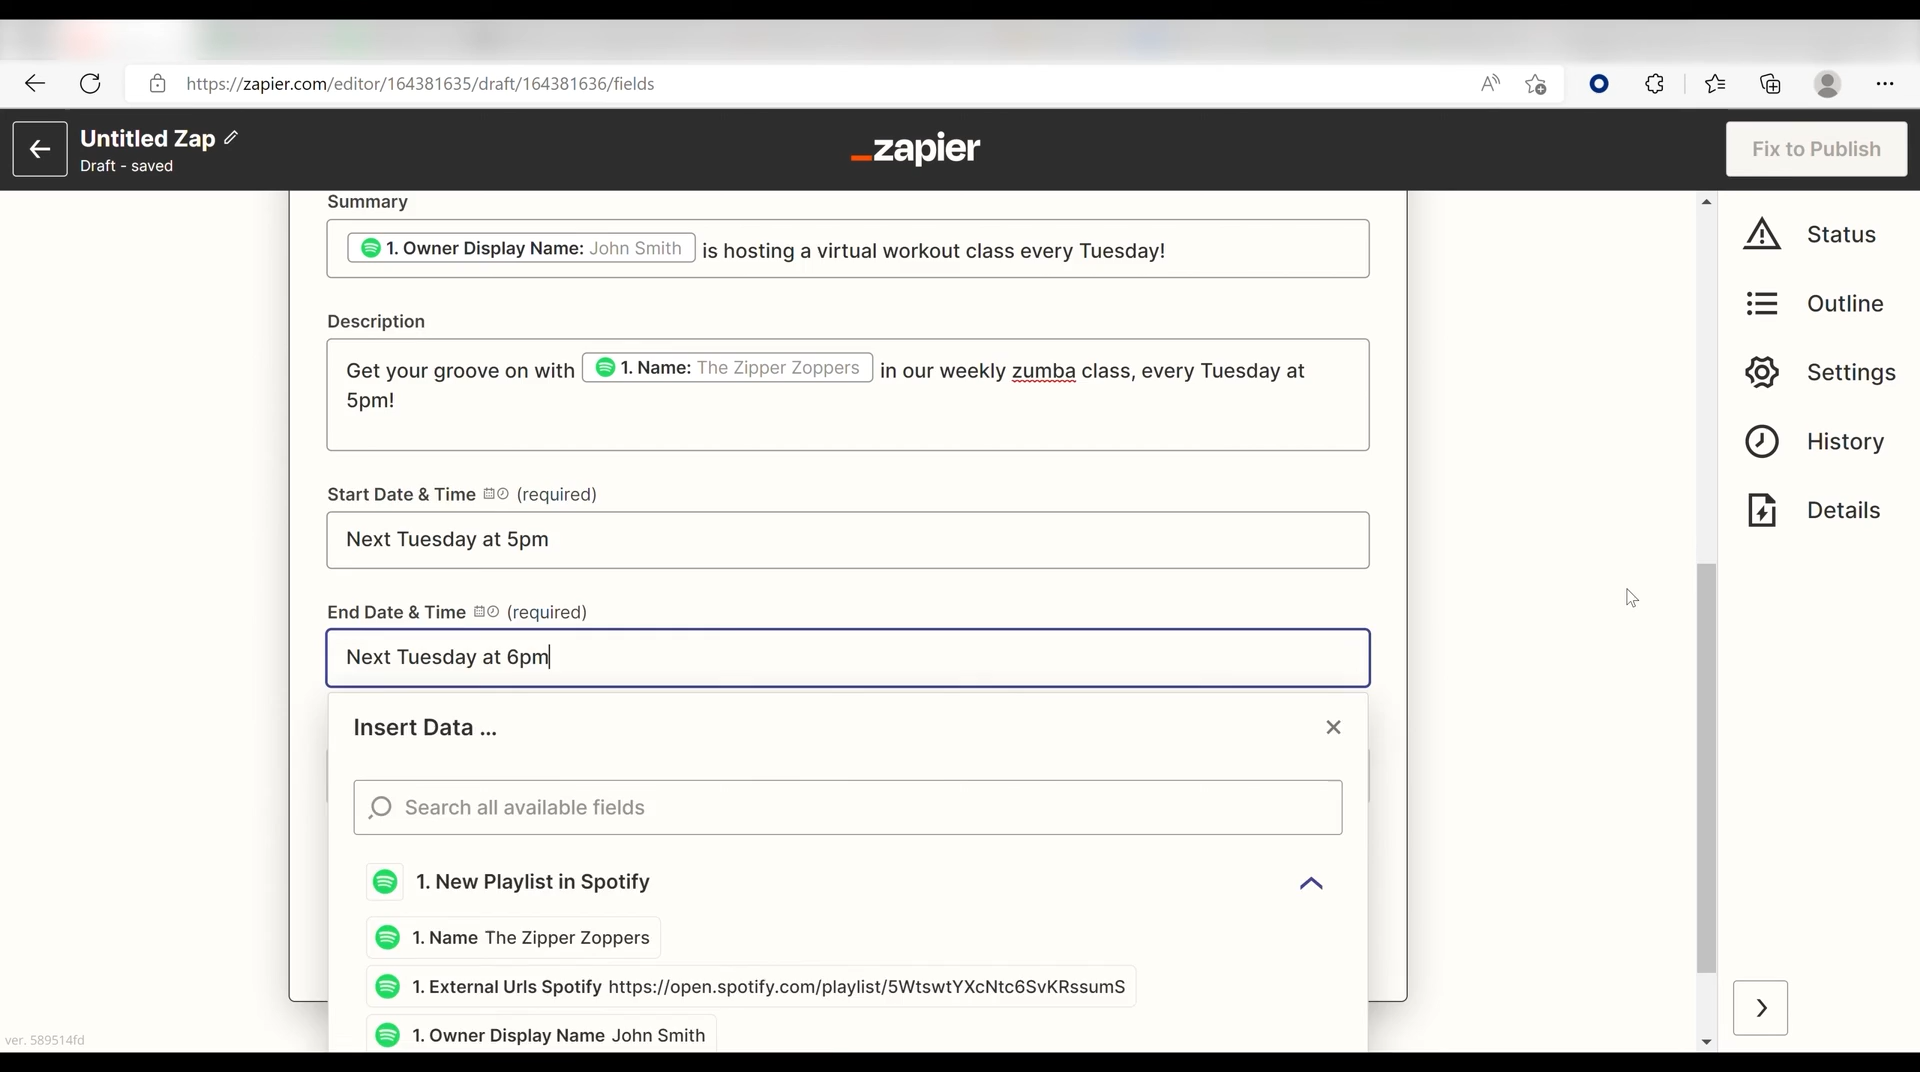 https://zapier.com/editor/164381635/draft/164381636/fields
Untitled Zap
Draft - saved
_zapier
Fix to Publish
Summary
1. Owner Display Name: John Smith is hosting a virtual workout class every Tuesday!
Description
Get your groove on with 1. Name: The Zipper Zoppers in our weekly zumba class, every Tuesday at
5pm!
Start Date & Time (required)
Next Tuesday at 5pm
End Date & Time (required)
Next Tuesday at 6pm
Insert Data ...
Search all available fields
1. New Playlist in Spotify
1. Name The Zipper Zoppers
1. External Urls Spotify https://open.spotify.com/playlist/5WtswtYXcNtc6SvKRssumS
1. Owner Display Name John Smith
Status
Outline
Settings
History
Details
ver. 589514fd